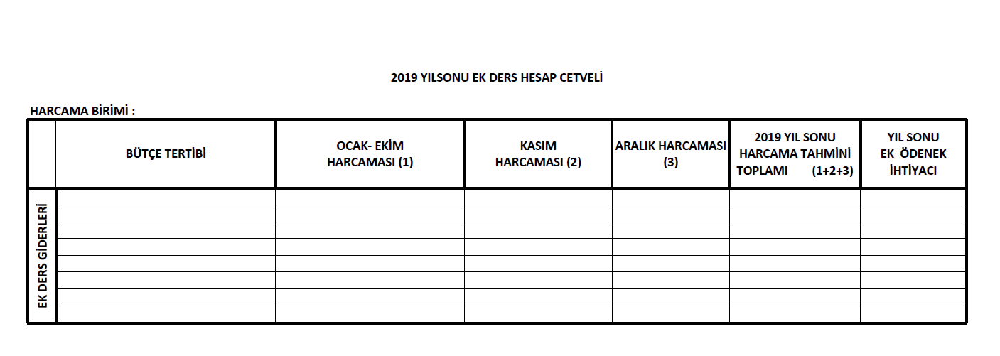 2019 YILSONU EK DERS HESAP CETVELİ
HARCAMA BİRİMİ :
BÜTÇE TERTİBİ
OCAK- EKİM
HARCAMASI (1)
KASIM
HARCAMASI (2)
ARALIK HARCAMASI
(3)
2019 YIL SONU
HARCAMA TAHMİNİ
TOPLAMI (1+2+3)
YIL SONU
EK ÖDENEK
İHTİYACI
EK DERS GİDERLERİ